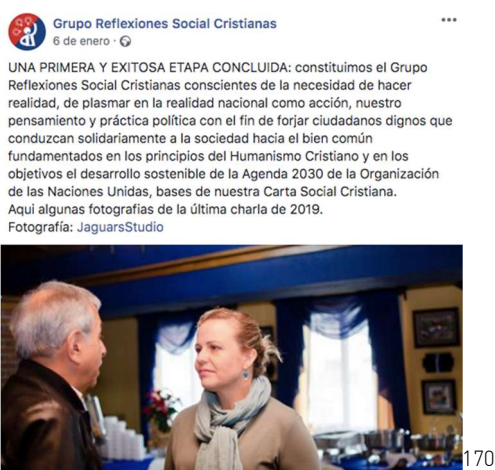 Grupo Reflexiones Social Cristianas
6 de enero ·
UNA PRIMERA Y EXITOSA ETAPA CONCLUIDA: constituimos el Grupo
Reflexiones Social Cristianas conscientes de la necesidad de hacer
realidad, de plasmar en la realidad nacional como acción, nuestro
pensamiento y práctica política con el fin de forjar ciudadanos dignos que
conduzcan solidariamente a la sociedad hacia el bien común
fundamentados en los principios del Humanismo Cristiano y en los
objetivos el desarrollo sostenible de la Agenda 2030 de la Organización
de las Naciones Unidas, bases de nuestra Carta Social Cristiana.
Aqui algunas fotografias de la última charla de 2019.
Fotografía: JaguarsStudio
170